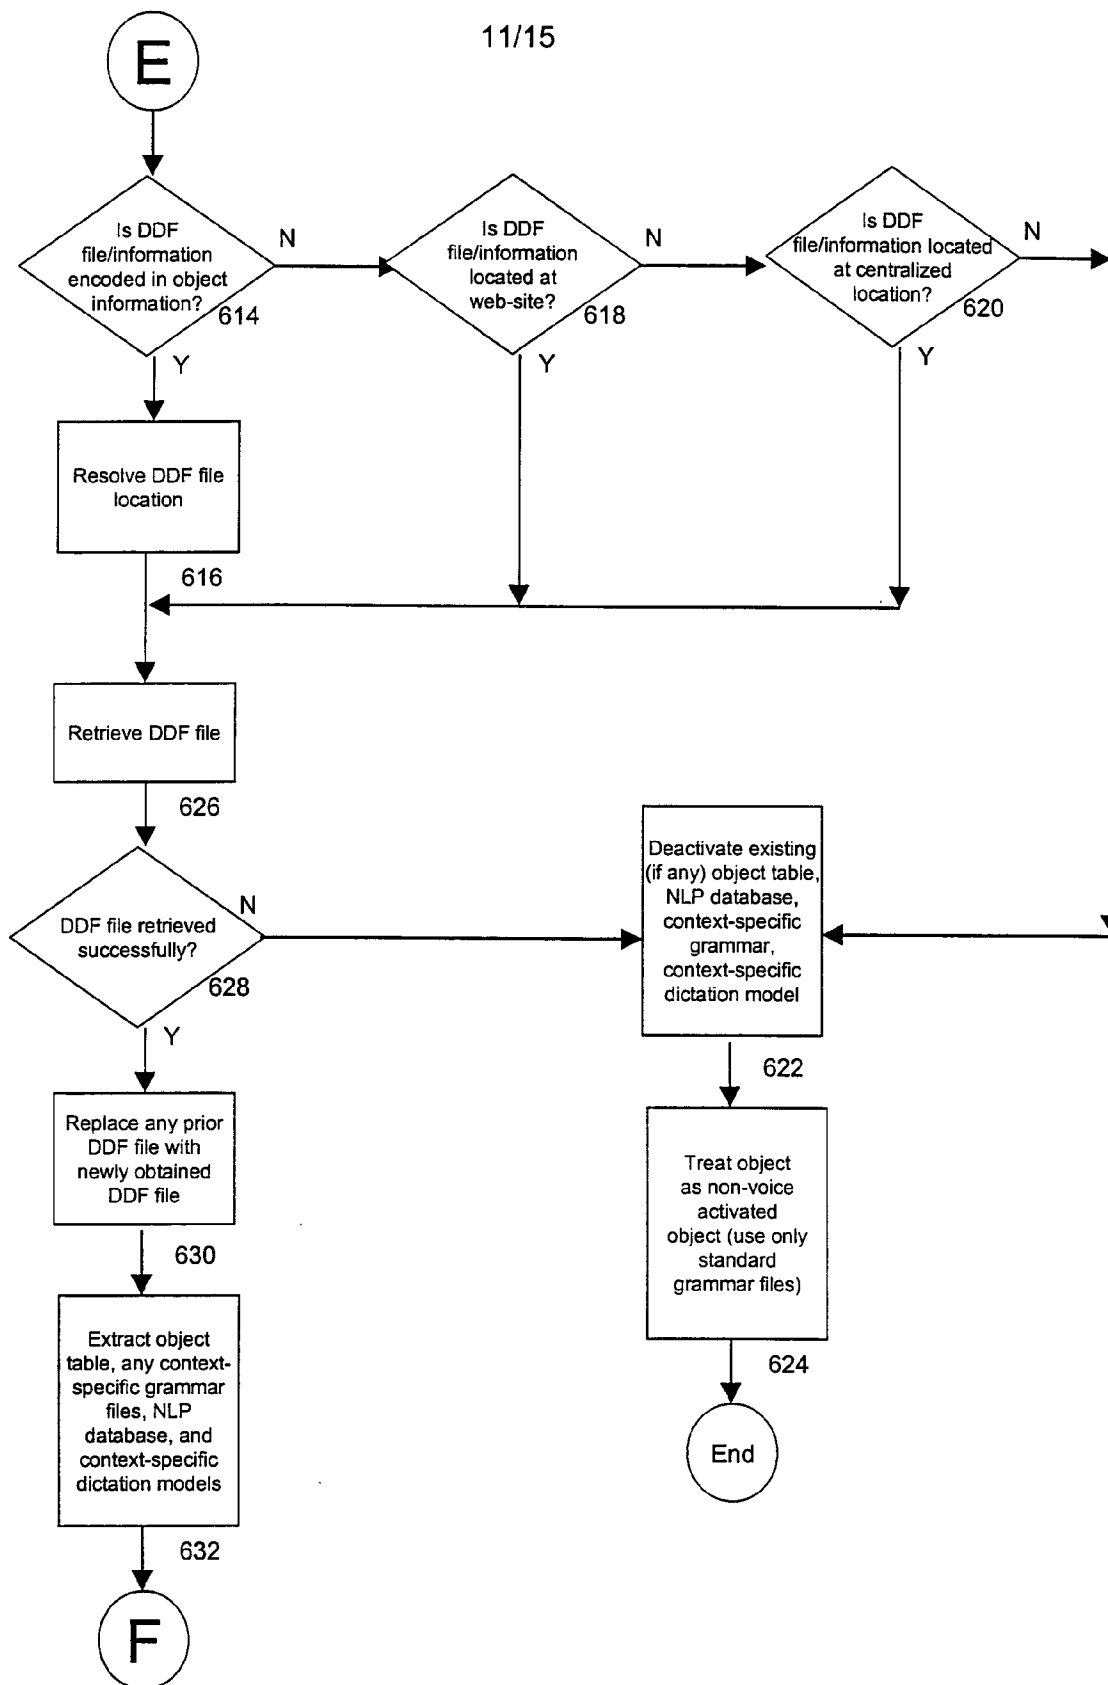 11/15
E
Is DDF
file/information
encoded in object
information?
614
N
Y
Is DDF
file/information
located at
web-site?
618
N
Y
Is DDF
file/information located
at centralized
location?
620
N
Y
Resolve DDF file
location
616
Retrieve DDF file
626
DDF file retrieved
successfully?
628
N
Y
Deactivate existing
(if any) object table,
NLP database,
context-specific
grammar,
context-specific
dictation model
622
Replace any prior
DDF file with
newly obtained
DDF file
630
Treat object
as non-voice
activated
object (use only
standard
grammar files)
624
Extract object
table, any context-
specific grammar
files, NLP
database, and
context-specific
dictation models
632
End
F